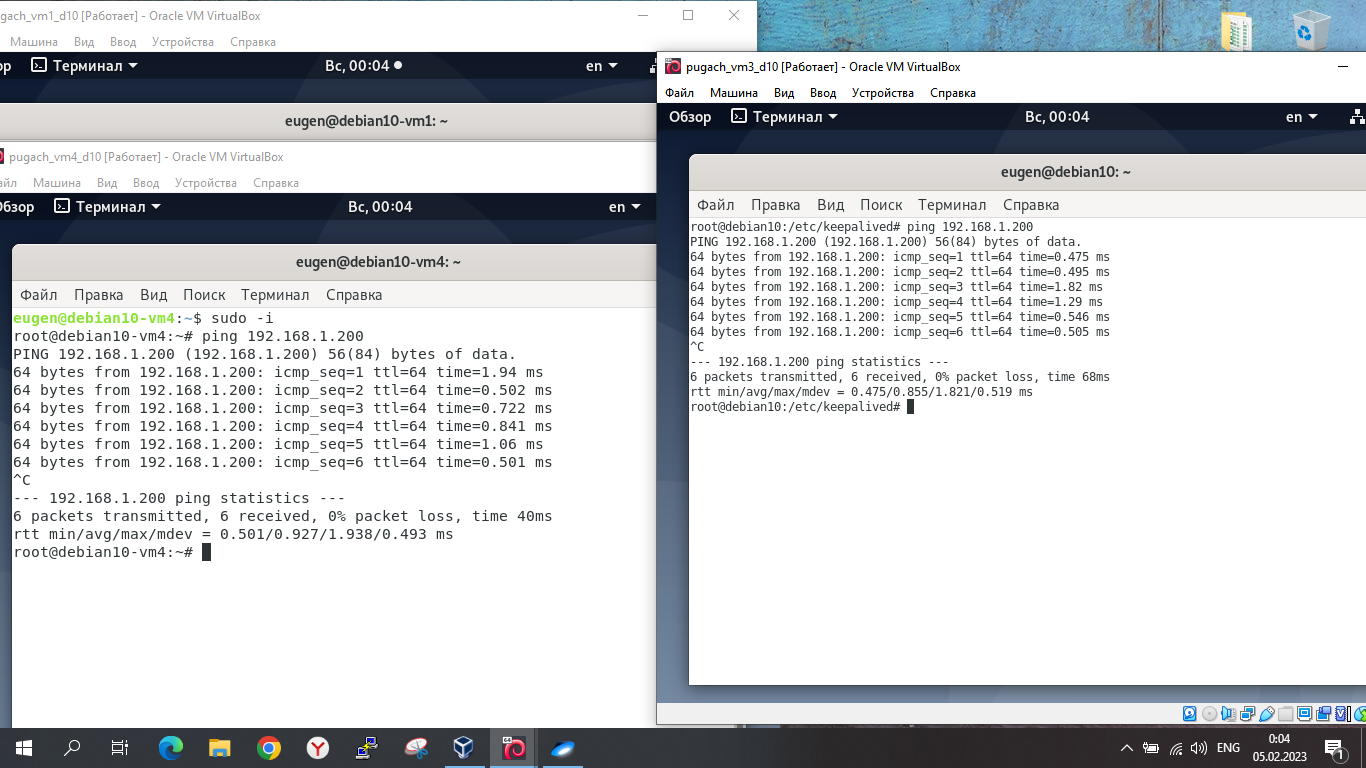 gach_vm1_d10 [Работает] - Oracle VM VirtualBox
Машина Вид Ввод Устройства Справка
ор Терминал Вс, 00:04 en
eugen@debian10-vm1: ~
pugach_vm4_d10 [Работает] - Oracle VM VirtualBox
айл Машина Вид Ввод Устройства Справка
Обзор Терминал Вс, 00:04 en
eugen@debian10-vm4: ~
Файл Правка Вид Поиск Терминал Справка
eugen@debian10-vm4:~$ sudo -i
root@debian10-vm4:~# ping 192.168.1.200
PING 192.168.1.200 (192.168.1.200) 56(84) bytes of data.
64 bytes from 192.168.1.200: icmp_seq=1 ttl=64 time=1.94 ms
64 bytes from 192.168.1.200: icmp_seq=2 ttl=64 time=0.502 ms
64 bytes from 192.168.1.200: icmp_seq=3 ttl=64 time=0.722 ms
64 bytes from 192.168.1.200: icmp_seq=4 ttl=64 time=0.841 ms
64 bytes from 192.168.1.200: icmp_seq=5 ttl=64 time=1.06 ms
64 bytes from 192.168.1.200: icmp_seq=6 ttl=64 time=0.501 ms
^C
--- 192.168.1.200 ping statistics ---
6 packets transmitted, 6 received, 0% packet loss, time 40ms
rtt min/avg/max/mdev = 0.501/0.927/1.938/0.493 ms
root@debian10-vm4:~#
pugach_vm3_d10 [Работает] - Oracle VM VirtualBox
Файл Машина Вид Ввод Устройства Справка
Обзор Терминал Вс, 00:04 en
eugen@debian10: ~
Файл Правка Вид Поиск Терминал Справка
root@debian10:/etc/keepalived# ping 192.168.1.200
PING 192.168.1.200 (192.168.1.200) 56(84) bytes of data.
64 bytes from 192.168.1.200: icmp_seq=1 ttl=64 time=0.475 ms
64 bytes from 192.168.1.200: icmp_seq=2 ttl=64 time=0.495 ms
64 bytes from 192.168.1.200: icmp_seq=3 ttl=64 time=1.82 ms
64 bytes from 192.168.1.200: icmp_seq=4 ttl=64 time=1.29 ms
64 bytes from 192.168.1.200: icmp_seq=5 ttl=64 time=0.546 ms
64 bytes from 192.168.1.200: icmp_seq=6 ttl=64 time=0.505 ms
^C
--- 192.168.1.200 ping statistics ---
6 packets transmitted, 6 received, 0% packet loss, time 68ms
rtt min/avg/max/mdev = 0.475/0.855/1.821/0.519 ms
root@debian10:/etc/keepalived#
ENG 0:04
05.02.2023
1